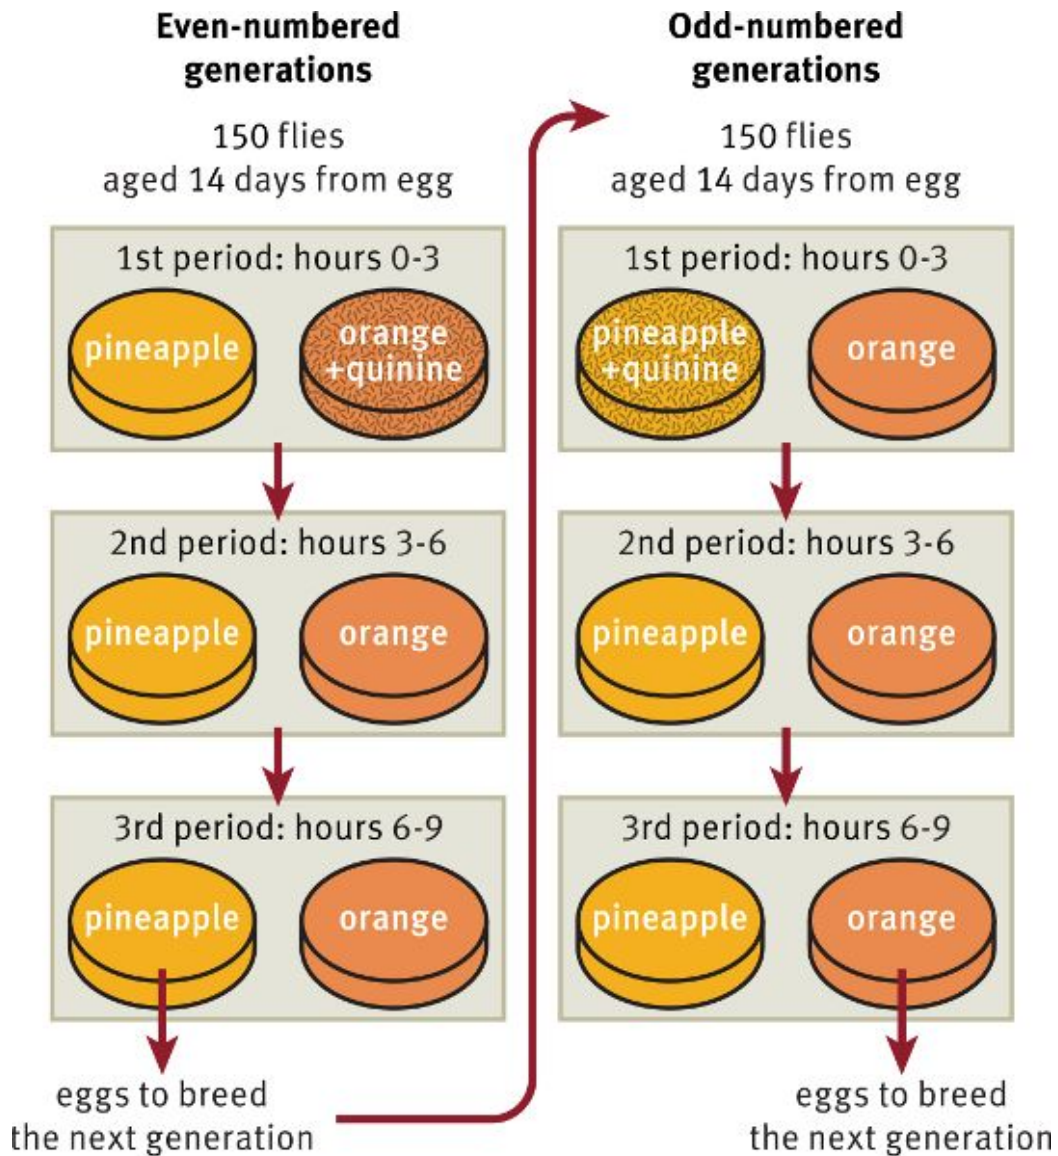 Even-numbered
generations
150 flies
aged 14 days from egg
1st period: hours 0-3
pineapple
orange
+quinine
2nd period: hours 3-6
pineapple
orange
3rd period: hours 6-9
pineapple
orange
eggs to breed
the next generation
Odd-numbered
generations
150 flies
aged 14 days from egg
1st period: hours 0-3
pineapple
+quinine
orange
2nd period: hours 3-6
pineapple
orange
3rd period: hours 6-9
pineapple
orange
eggs to breed
the next generation